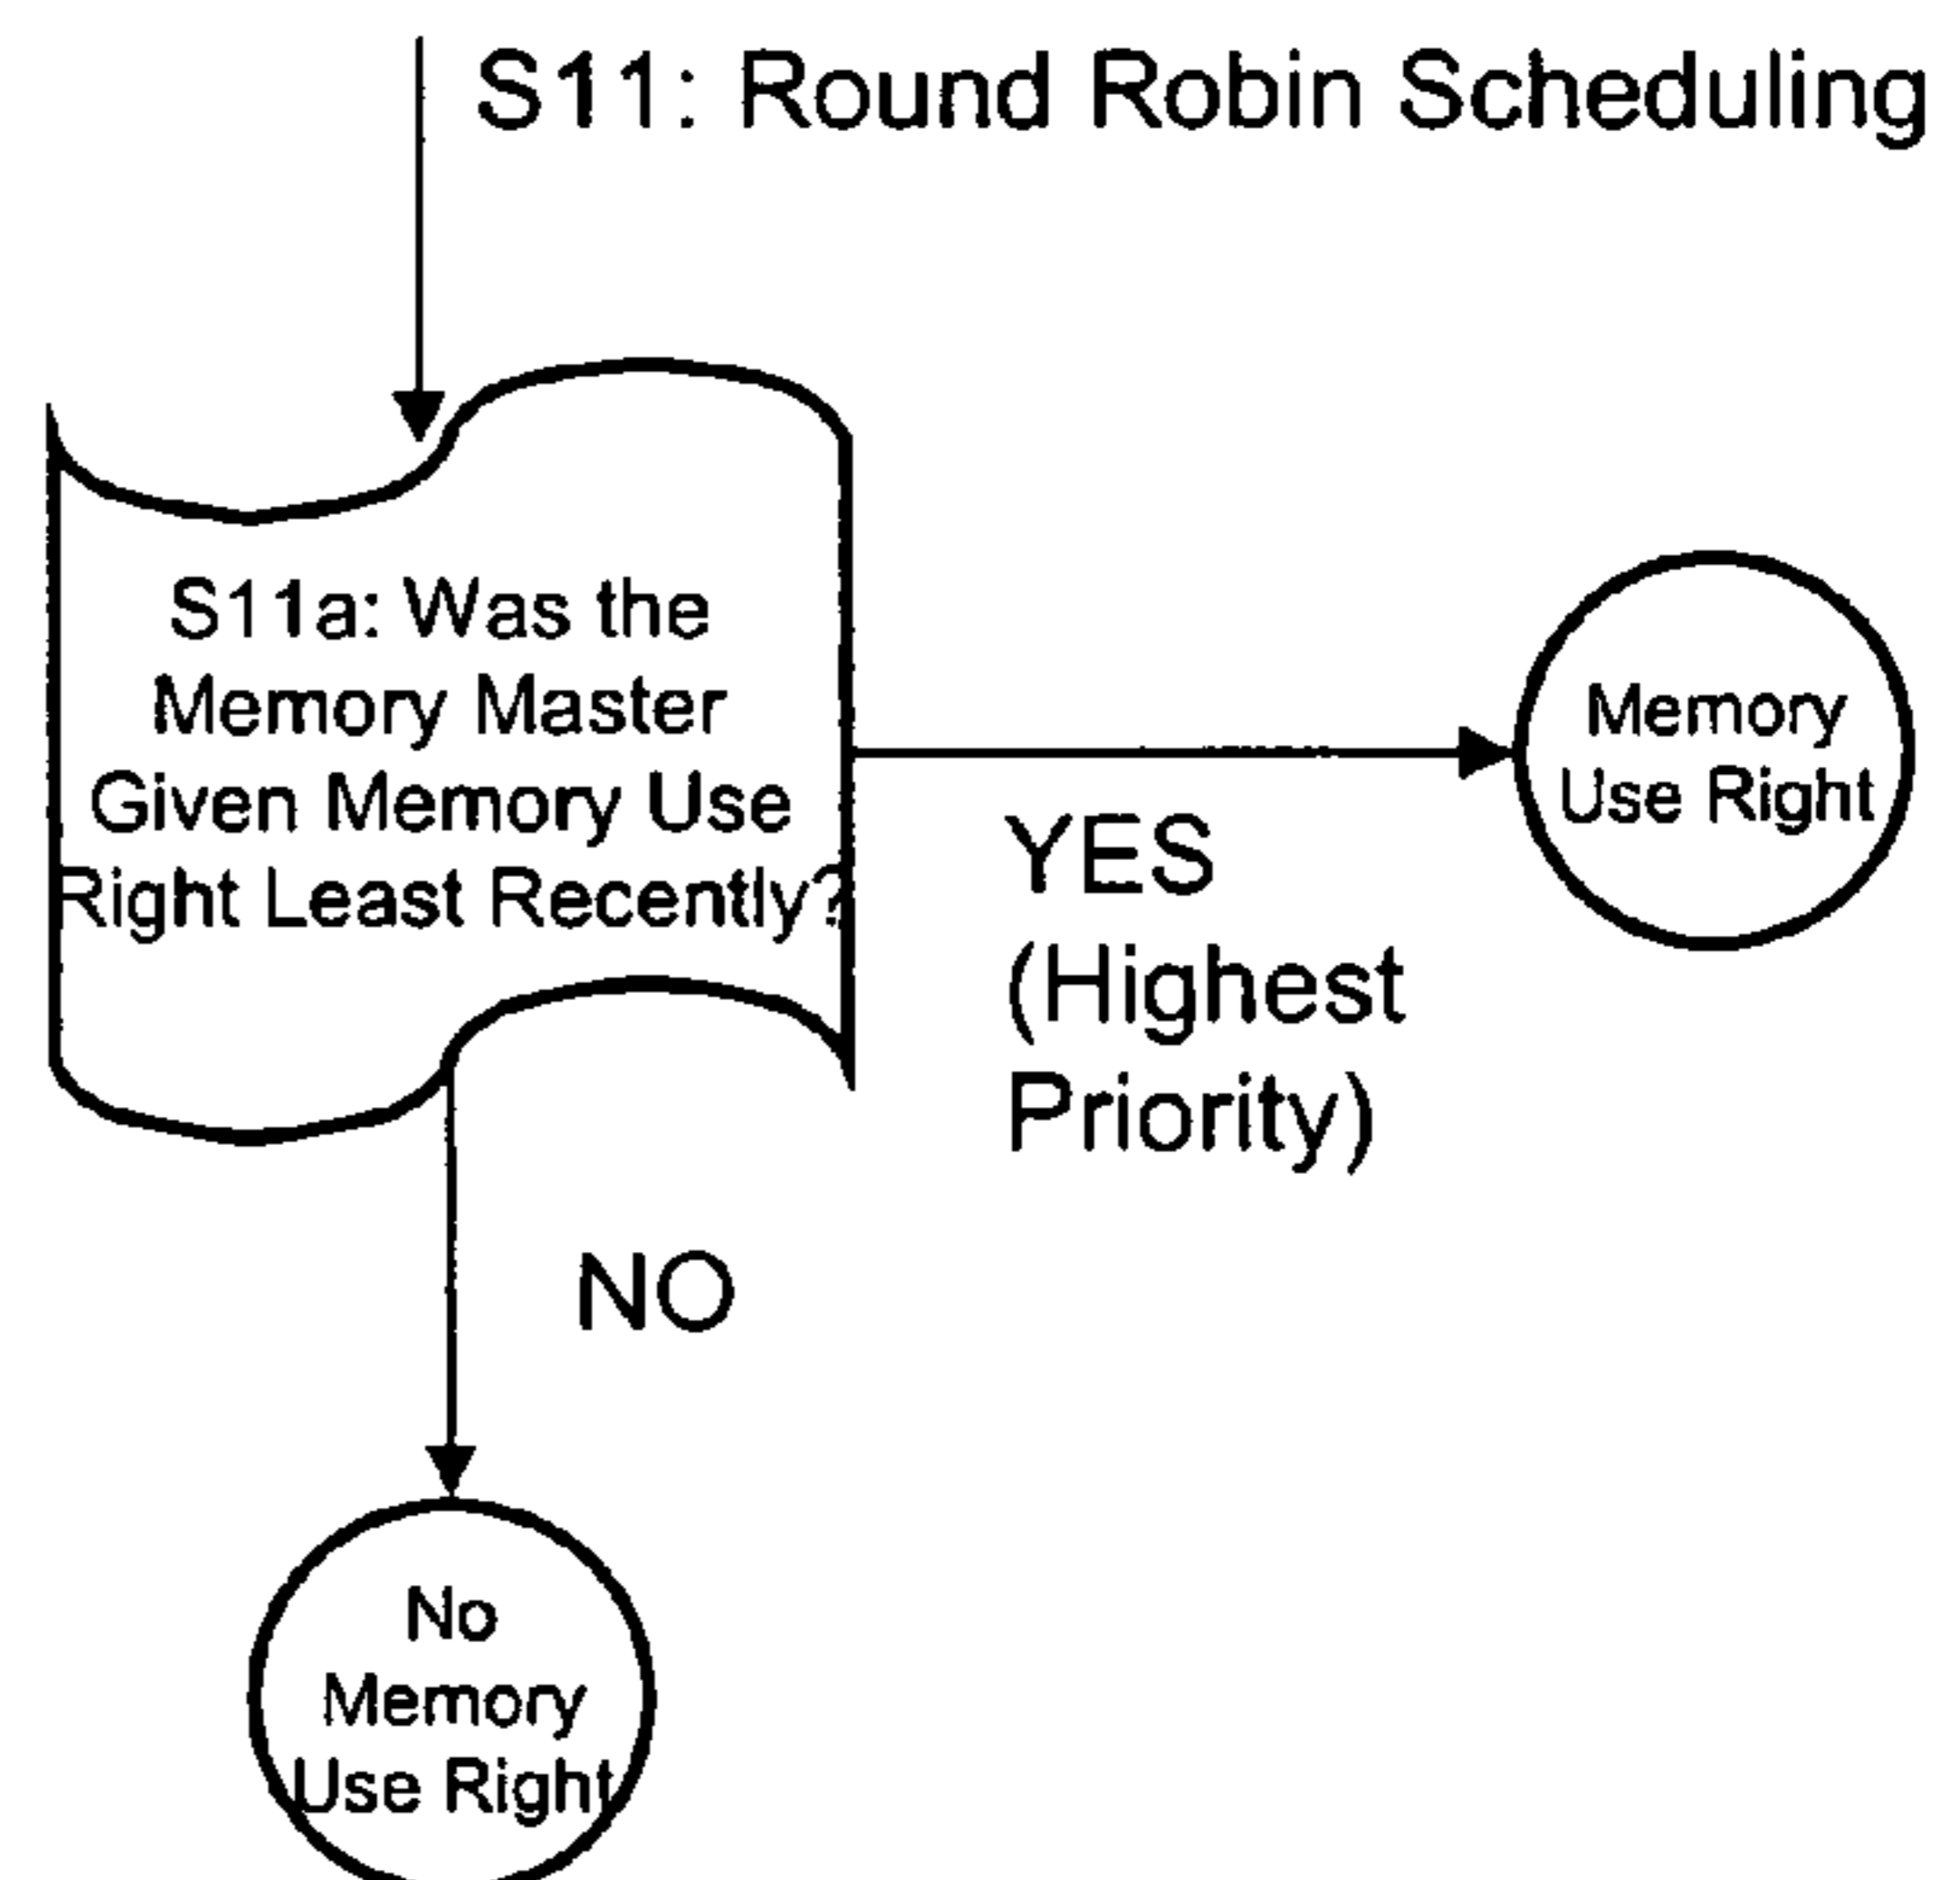 S11: Round Robin Scheduling
S11a: Was the
Memory Master
Given Memory Use
Right Least Recently?
Memory
Use Right
YES
(Highest
Priority)
NO
No
Memory
Use Right